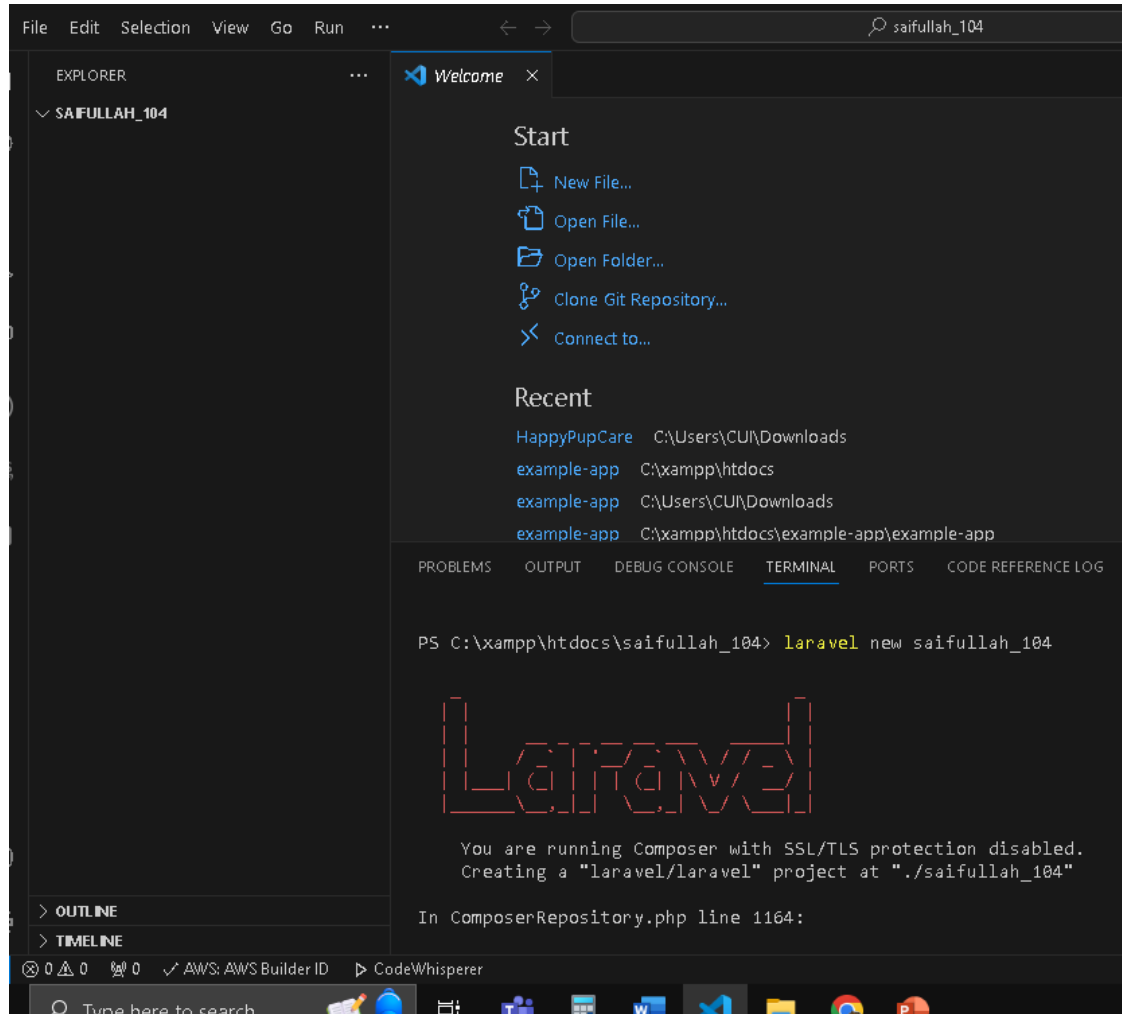 File Edit Selection View Go Run ···
saifullah_104
EXPLORER ···
SAIFULLAH_104
Welcome
Start
New File...
Open File...
Open Folder...
Clone Git Repository...
Connect to...
Recent
HappyPupCare C:\Users\CUI\Downloads
example-app C:\xampp\htdocs
example-app C:\Users\CUI\Downloads
example-app C:\xampp\htdocs\example-app\example-app
PROBLEMS OUTPUT DEBUG CONSOLE TERMINAL PORTS CODE REFERENCE LOG
PS C:\xampp\htdocs\saifullah_104> laravel new saifullah_104
Laravel
You are running Composer with SSL/TLS protection disabled.
Creating a "laravel/laravel" project at "./saifullah_104"
In ComposerRepository.php line 1164:
OUTLINE
TIMELINE
0 0 0 AWS: AWS Builder ID CodeWhisperer
Type here to search